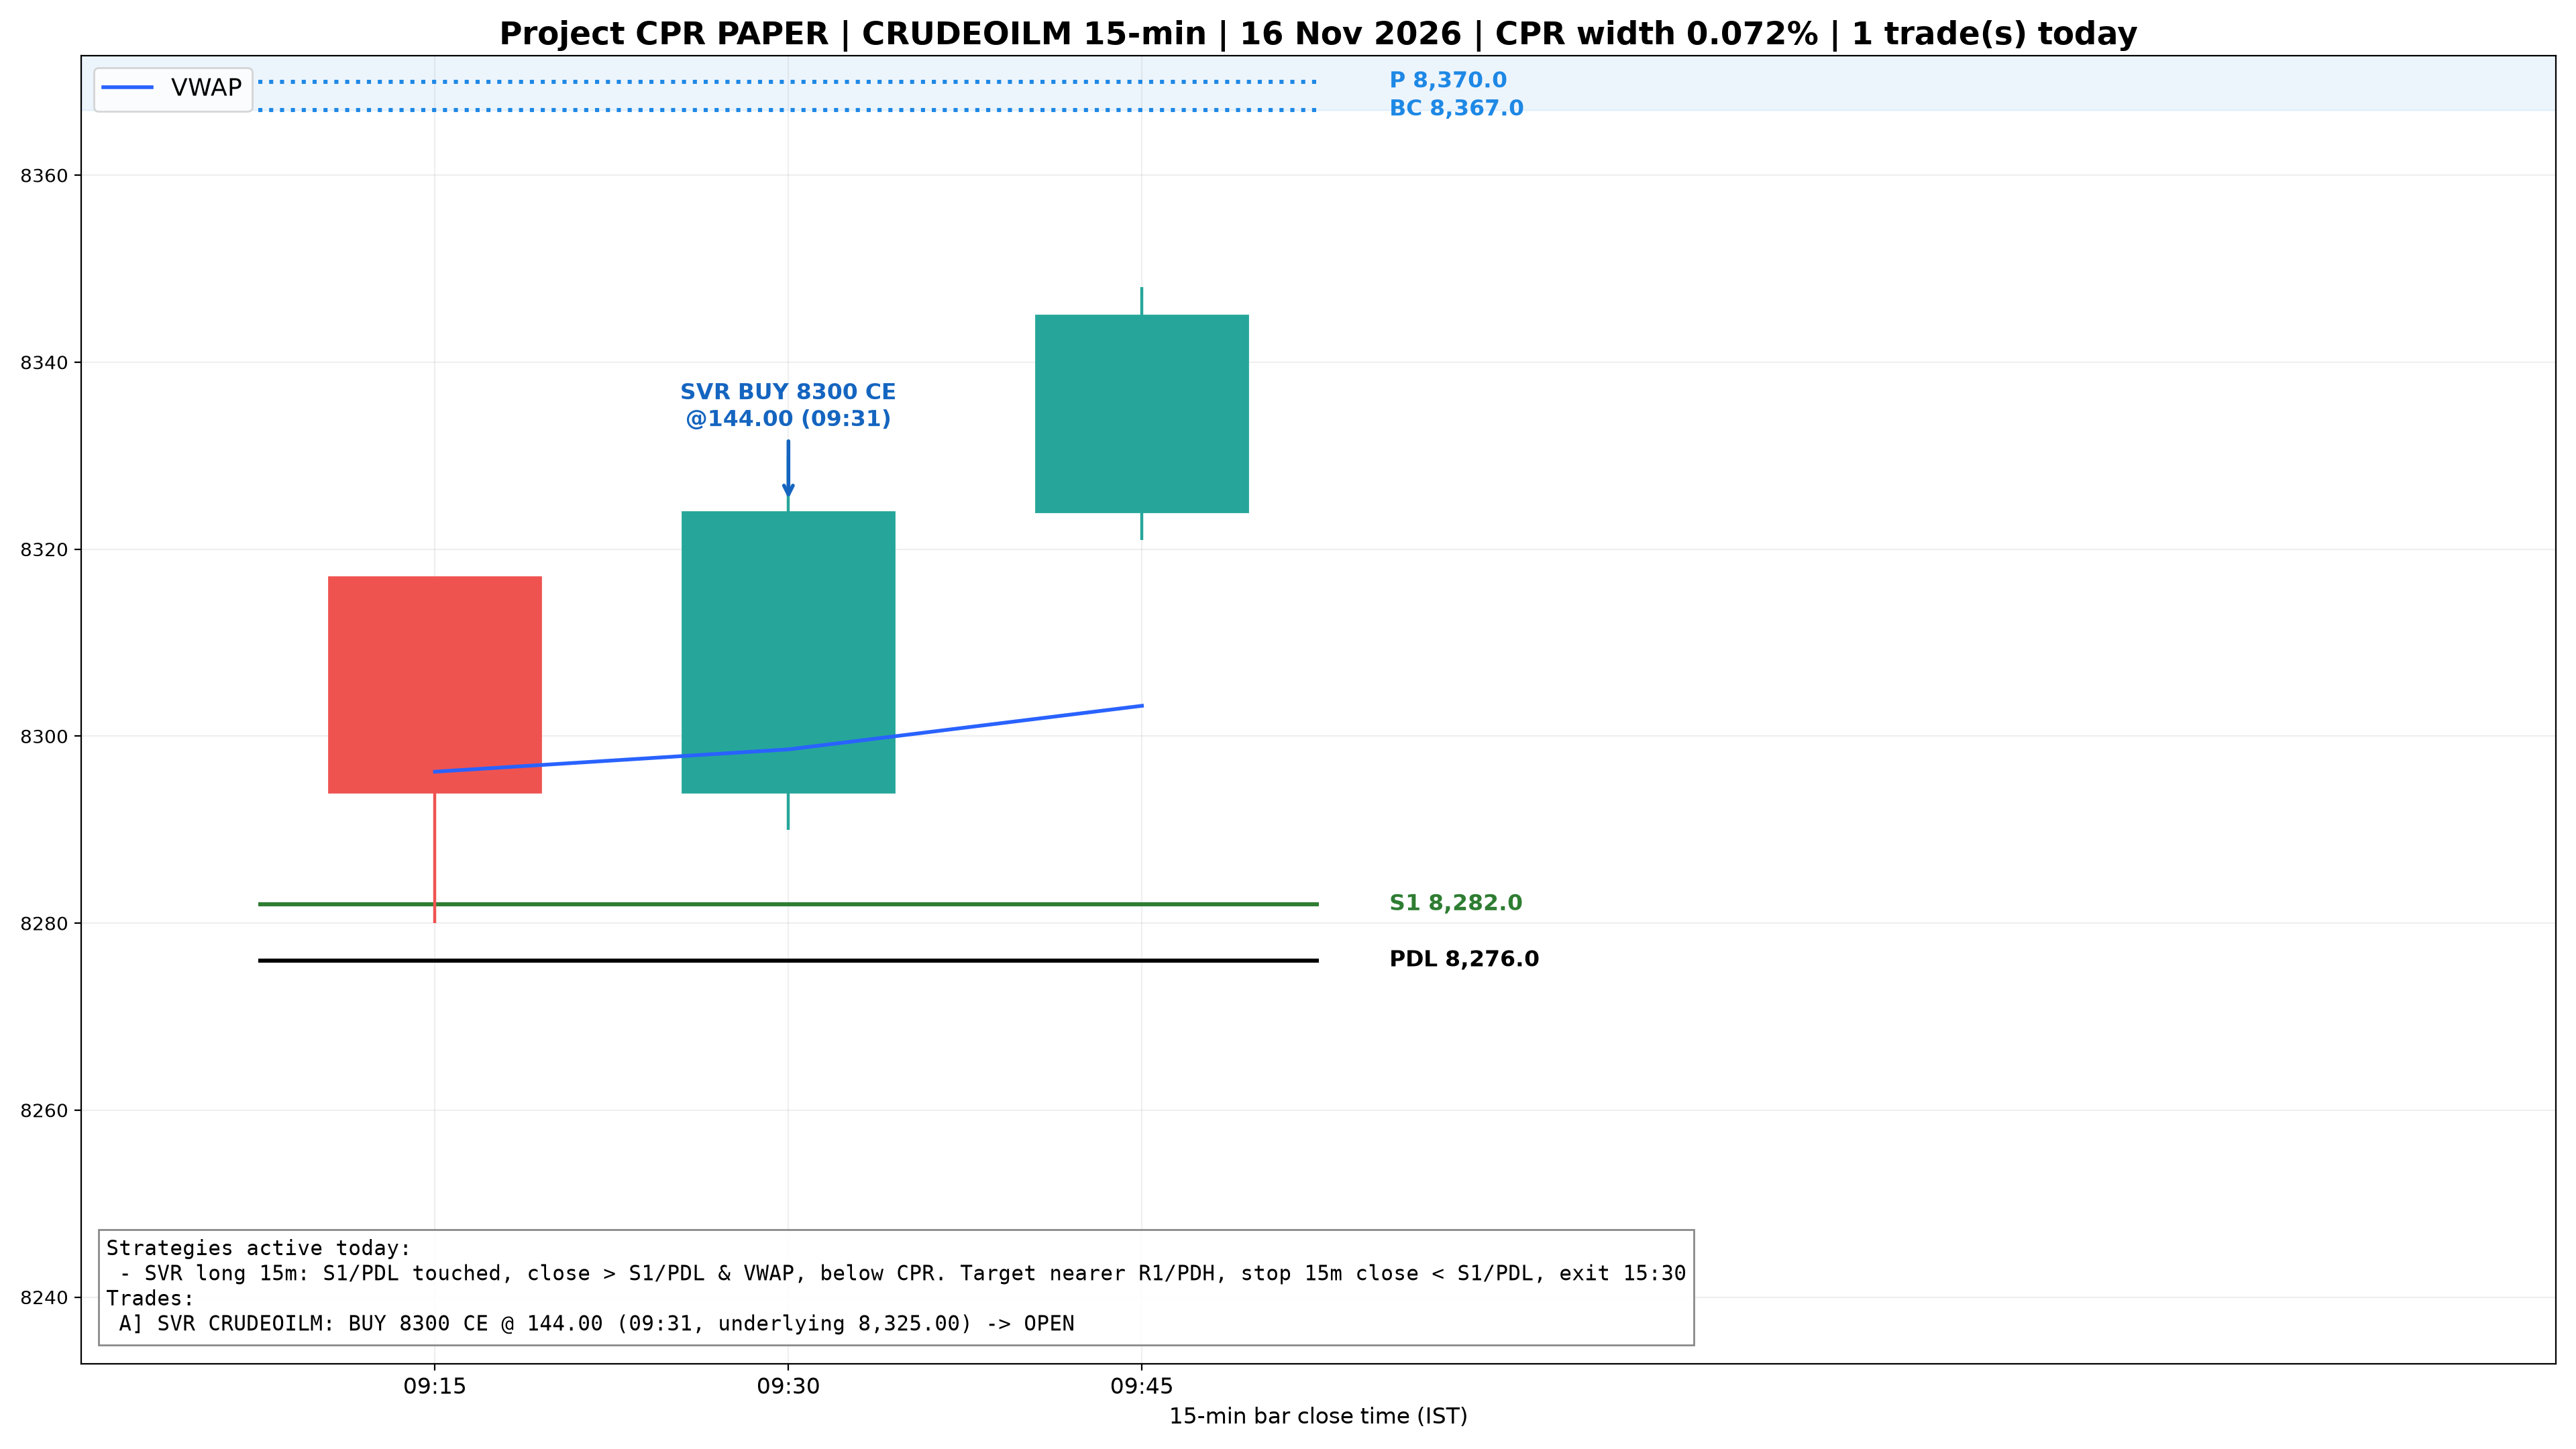 Project CPR PAPER | CRUDEOILM 15-min | 16 Nov 2026 | CPR width 0.072% | 1 trade(s) today
VWAP
P 8,370.0
BC 8,367.0
8360
8340
SVR BUY 8300 CE
@144.00 (09:31)
8320
8300
S1 8,282.0
8280
PDL 8,276.0
8260
8240
Strategies active today:
- SVR long 15m: S1/PDL touched, close > S1/PDL & VWAP, below CPR. Target nearer R1/PDH, stop 15m close < S1/PDL, exit 15:30
Trades:
A] SVR CRUDEOILM: BUY 8300 CE @ 144.00 (09:31, underlying 8,325.00) -> OPEN
09:15
09:30
09:45
15-min bar close time (IST)